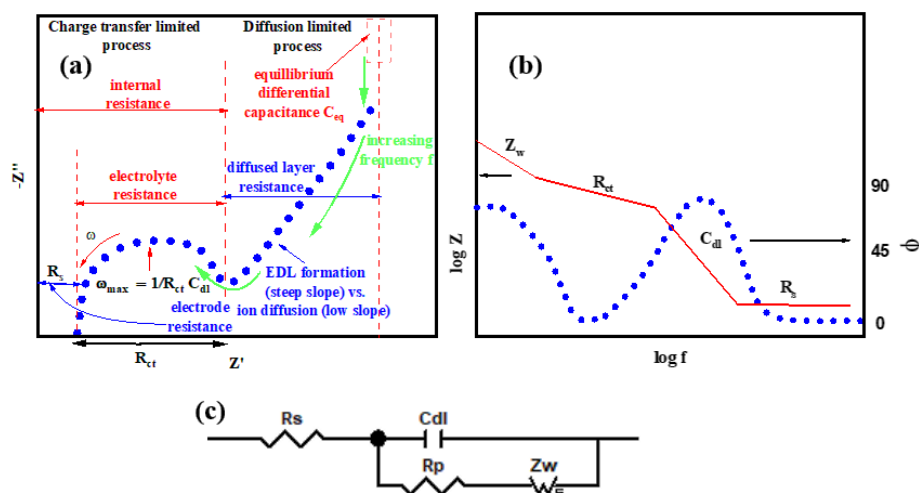 Charge transfer limited
process
Diffusion limited
process
(a)
internal
resistance
equillibrium
differential
capacitance Ceq
increasing
frequency f
electrolyte
resistance
diffused layer
resistance
-Z''
ω
Rs
ωmax = 1/Rct Cdl
EDL formation
(steep slope) vs.
ion diffusion (low slope)
electrode
resistance
Rct
Z'
(b)
Zw
Rct
Cdl
Rs
log Z
90
45
0
ϕ
log f
(c)
Rs
Cdl
Rp
Zw